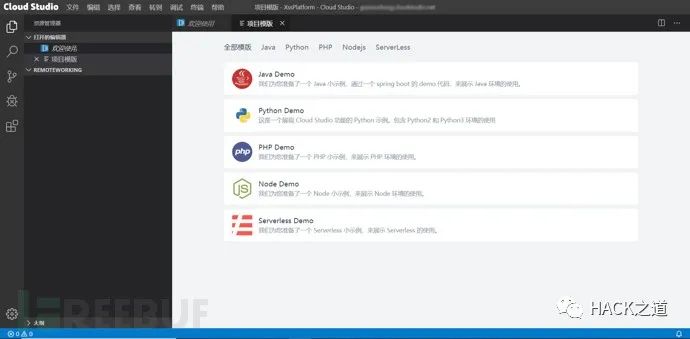 Cloud Studio 文件 编辑 选择 查看 转到 调试 终端 帮助 项目模版 - XssPlatform - Cloud Studio -
资源管理器
欢迎使用 项目模版
打开的编辑器
欢迎使用
项目模版
REMOTEWORKING
全部模版 Java Python PHP Nodejs ServerLess
Java Demo
我们为您准备了一个 Java 小示例，通过一个 spring boot 的 demo 代码，来展示 Java 环境的使用。
Python Demo
这是一个解释 Cloud Studio 功能的 Python 示例，包含 Python2 和 Python3 环境的使用
PHP Demo
我们为您准备了一个 PHP 小示例，来展示 PHP 环境的使用。
Node Demo
我们为您准备了一个 Node 小示例，来展示 Node 环境的使用。
Serverless Demo
我们为您准备了一个 Serverless 小示例，来展示 Serverless 的使用。
大纲
0 0
REEBUF
HACK之道